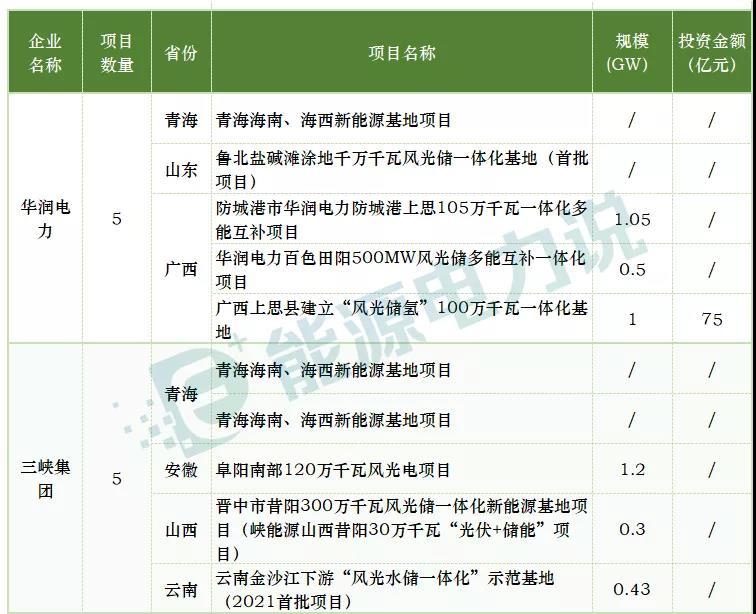 企业
名称
项目
数量
省份
项目名称
规模
(GW)
投资金额
（亿元）
华润电
力
5
青海
青海海南、海西新能源基地项目
/
/
山东
鲁北盐碱滩涂地千万千瓦风光储一体化基地（首批
项目）
/
/
广西
防城港市华润电力防城港上思105万千瓦一体化多
能互补项目
1.05
/
华润电力百色田阳500MW风光储多能互补一体化
项目
0.5
/
广西上思县建立“风光储氢”100万千瓦一体化基
地
1
75
三峡集
团
5
青海
青海海南、海西新能源基地项目
/
/
青海海南、海西新能源基地项目
/
/
安徽
阜阳南部120万千瓦风光电项目
1.2
/
山西
晋中市昔阳300万千瓦风光储一体化新能源基地项
目（峡能源山西昔阳30万千瓦“光伏+储能”项
目）
0.3
/
云南
云南金沙江下游“风光水储一体化”示范基地
（2021首批项目）
0.43
/
能源电力说